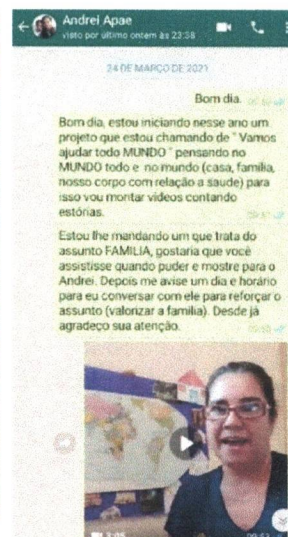 Andrei Apae
visto por último ontem às 23:38
24 DE MARÇO DE 2021
Bom dia.
Bom dia, estou iniciando nesse ano um
projeto que estou chamando de " Vamos
ajudar todo MUNDO " pensando no
MUNDO todo e no mundo (casa, família,
nosso corpo com relação a saude) para
isso vou montar vídeos contando
estórias.
Estou lhe mandando um que trata do
assunto FAMILIA, gostaria que você
assistisse quando puder e mostre para o
Andrei. Depois me avise um dia e horário
para eu conversar com ele para reforçar o
assunto (valorizar a família). Desde já
agradeço sua atenção.
3:05
09:53